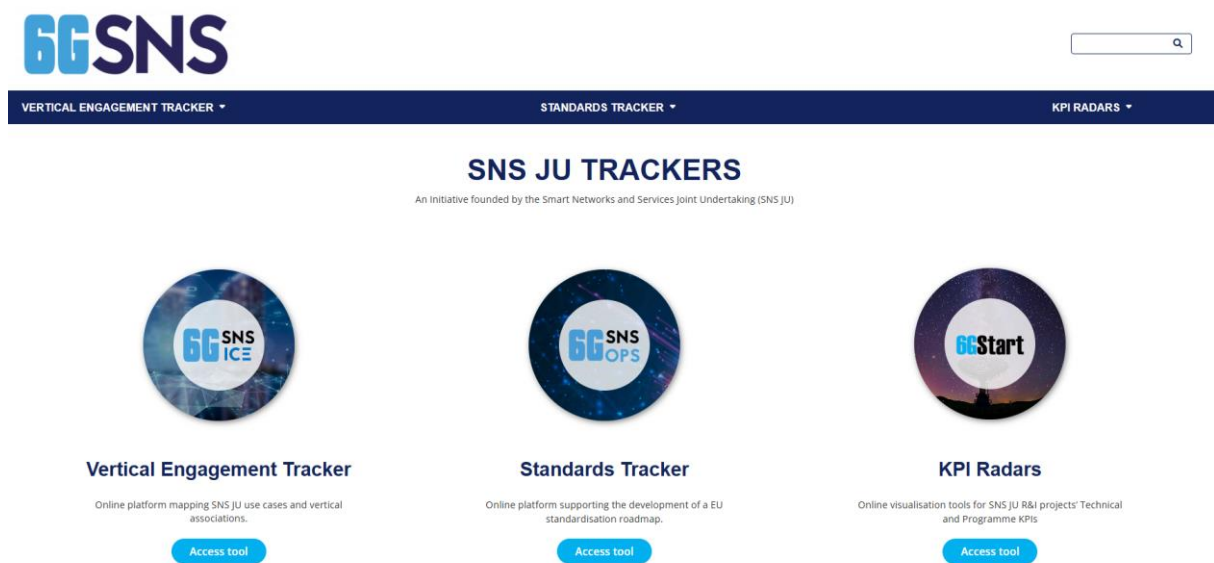 6GSNS
VERTICAL ENGAGEMENT TRACKER
STANDARDS TRACKER
KPI RADARS
SNS JU TRACKERS
An Initiative founded by the Smart Networks and Services Joint Undertaking (SNS JU)
6G SNS
ICE
6G SNS
OPS
6GStart
Vertical Engagement Tracker
Online platform mapping SNS JU use cases and vertical
associations.
Access tool
Standards Tracker
Online platform supporting the development of a EU
standardisation roadmap.
Access tool
KPI Radars
Online visualisation tools for SNS JU R&I projects' Technical
and Programme KPIs
Access tool